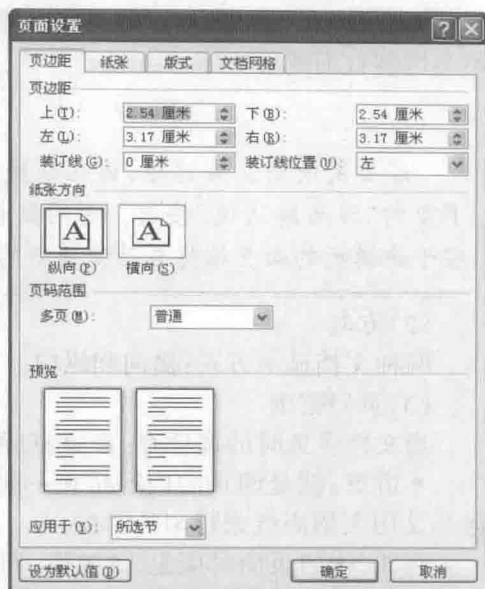 页面设置
页边距 纸张 版式 文档网格
页边距
上(T): 2.54 厘米 下(B): 2.54 厘米
左(L): 3.17 厘米 右(R): 3.17 厘米
装订线(G): 0 厘米 装订线位置(U): 左
纸张方向
A A
纵向(P) 横向(S)
页码范围
多页(M): 普通
预览
应用于(Y): 所选节
设为默认值(D) 确定 取消